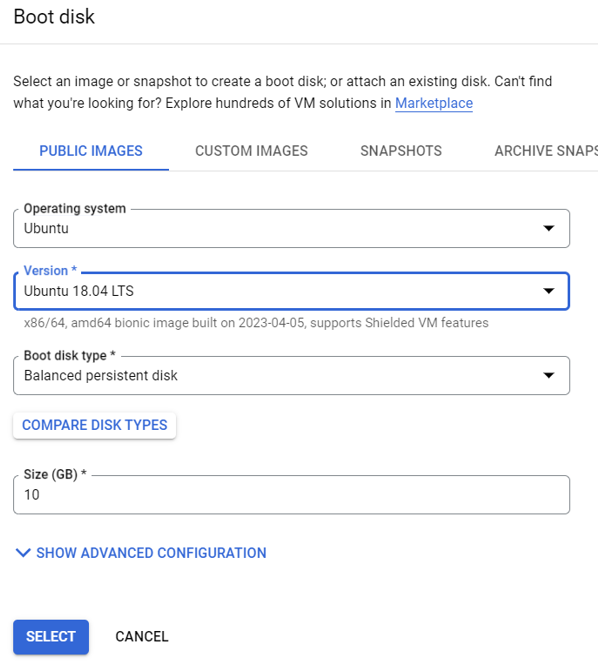 Boot disk
Select an image or snapshot to create a boot disk; or attach an existing disk. Can't find
what you're looking for? Explore hundreds of VM solutions in Marketplace
PUBLIC IMAGES CUSTOM IMAGES SNAPSHOTS ARCHIVE SNAPS
Operating system
Ubuntu
Version *
Ubuntu 18.04 LTS
x86/64, amd64 bionic image built on 2023-04-05, supports Shielded VM features
Boot disk type *
Balanced persistent disk
COMPARE DISK TYPES
Size (GB) *
10
SHOW ADVANCED CONFIGURATION
SELECT CANCEL